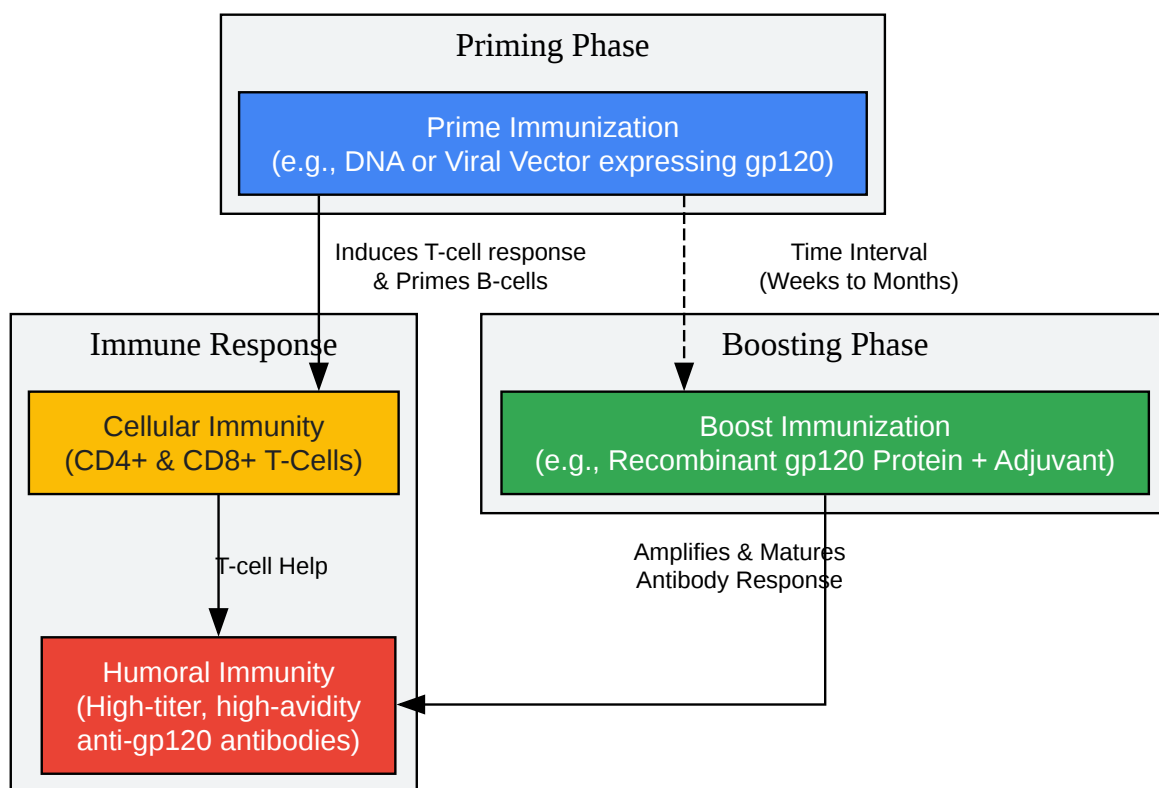 Priming Phase
Prime Immunization
(e.g., DNA or Viral Vector expressing gp120)
Induces T-cell response
& Primes B-cells
Time Interval
(Weeks to Months)
Immune Response
Cellular Immunity
(CD4+ & CD8+ T-Cells)
Boosting Phase
Boost Immunization
(e.g., Recombinant gp120 Protein + Adjuvant)
T-cell Help
Amplifies & Matures
Antibody Response
Humoral Immunity
(High-titer, high-avidity
anti-gp120 antibodies)